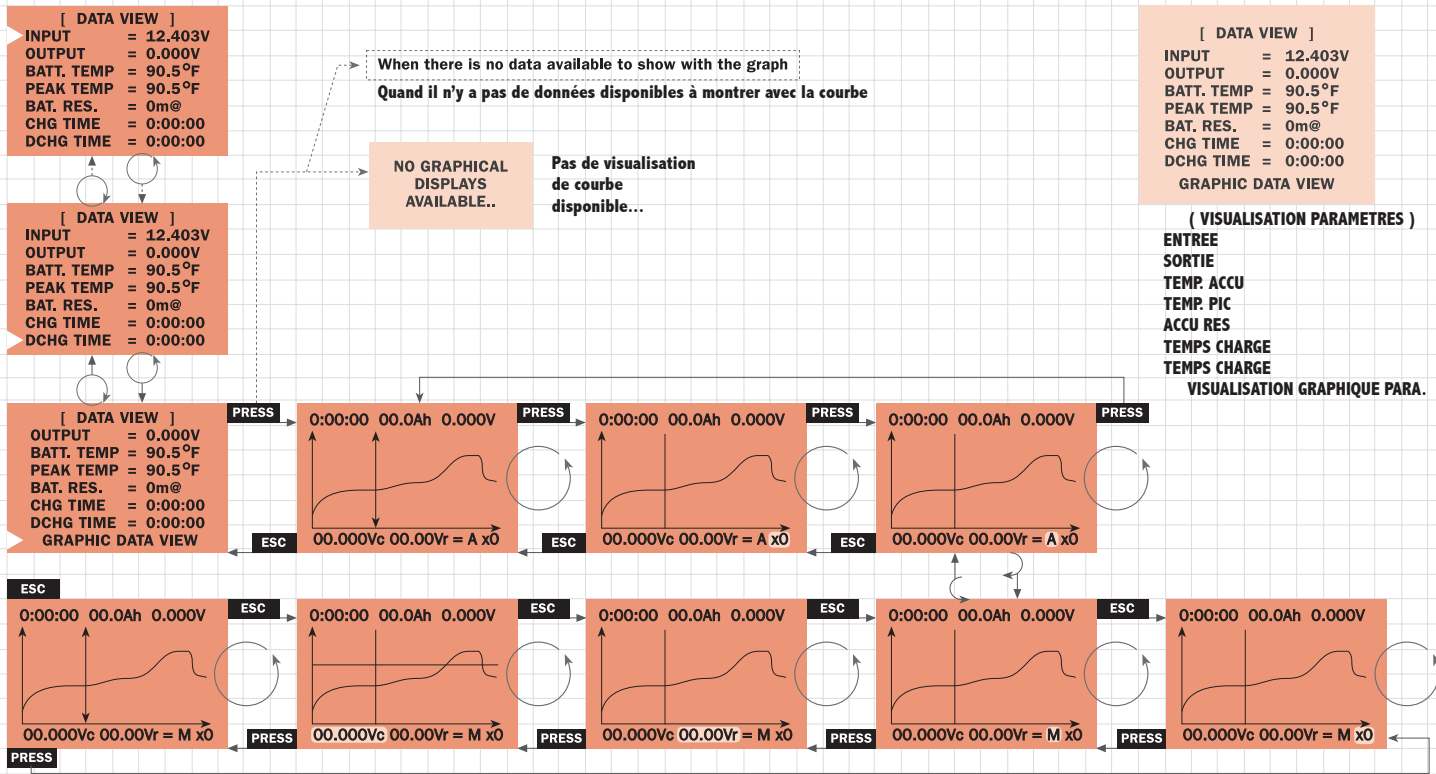 [ DATA VIEW ]
INPUT = 12.403V
OUTPUT = 0.000V
BATT. TEMP = 90.5°F
PEAK TEMP = 90.5°F
BAT. RES. = 0m@
CHG TIME = 0:00:00
DCHG TIME = 0:00:00
[ DATA VIEW ]
INPUT = 12.403V
OUTPUT = 0.000V
BATT. TEMP = 90.5°F
PEAK TEMP = 90.5°F
BAT. RES. = 0m@
CHG TIME = 0:00:00
DCHG TIME = 0:00:00
When there is no data available to show with the graph
Quand il n'y a pas de données disponibles à montrer avec la courbe
NO GRAPHICAL
DISPLAYS
AVAILABLE..
Pas de visualisation
de courbe
disponible...
[ DATA VIEW ]
INPUT = 12.403V
OUTPUT = 0.000V
BATT. TEMP = 90.5°F
PEAK TEMP = 90.5°F
BAT. RES. = 0m@
CHG TIME = 0:00:00
DCHG TIME = 0:00:00
GRAPHIC DATA VIEW
( VISUALISATION PARAMETRES )
ENTREE
SORTIE
TEMP. ACCU
TEMP. PIC
ACCU RES
TEMPS CHARGE
TEMPS CHARGE
VISUALISATION GRAPHIQUE PARA.
[ DATA VIEW ]
OUTPUT = 0.000V
BATT. TEMP = 90.5°F
PEAK TEMP = 90.5°F
BAT. RES. = 0m@
CHG TIME = 0:00:00
DCHG TIME = 0:00:00
GRAPHIC DATA VIEW
PRESS
ESC
0:00:00 00.0Ah 0.000V
00.000Vc 00.00Vr = A x0
PRESS
ESC
0:00:00 00.0Ah 0.000V
00.000Vc 00.00Vr = A x0
PRESS
ESC
0:00:00 00.0Ah 0.000V
00.000Vc 00.00Vr = A x0
PRESS
ESC
0:00:00 00.0Ah 0.000V
00.000Vc 00.00Vr = M x0
PRESS
ESC
0:00:00 00.0Ah 0.000V
00.000Vc 00.00Vr = M x0
PRESS
ESC
0:00:00 00.0Ah 0.000V
00.000Vc 00.00Vr = M x0
PRESS
ESC
0:00:00 00.0Ah 0.000V
00.000Vc 00.00Vr = M x0
PRESS
ESC
0:00:00 00.0Ah 0.000V
00.000Vc 00.00Vr = M x0
PRESS